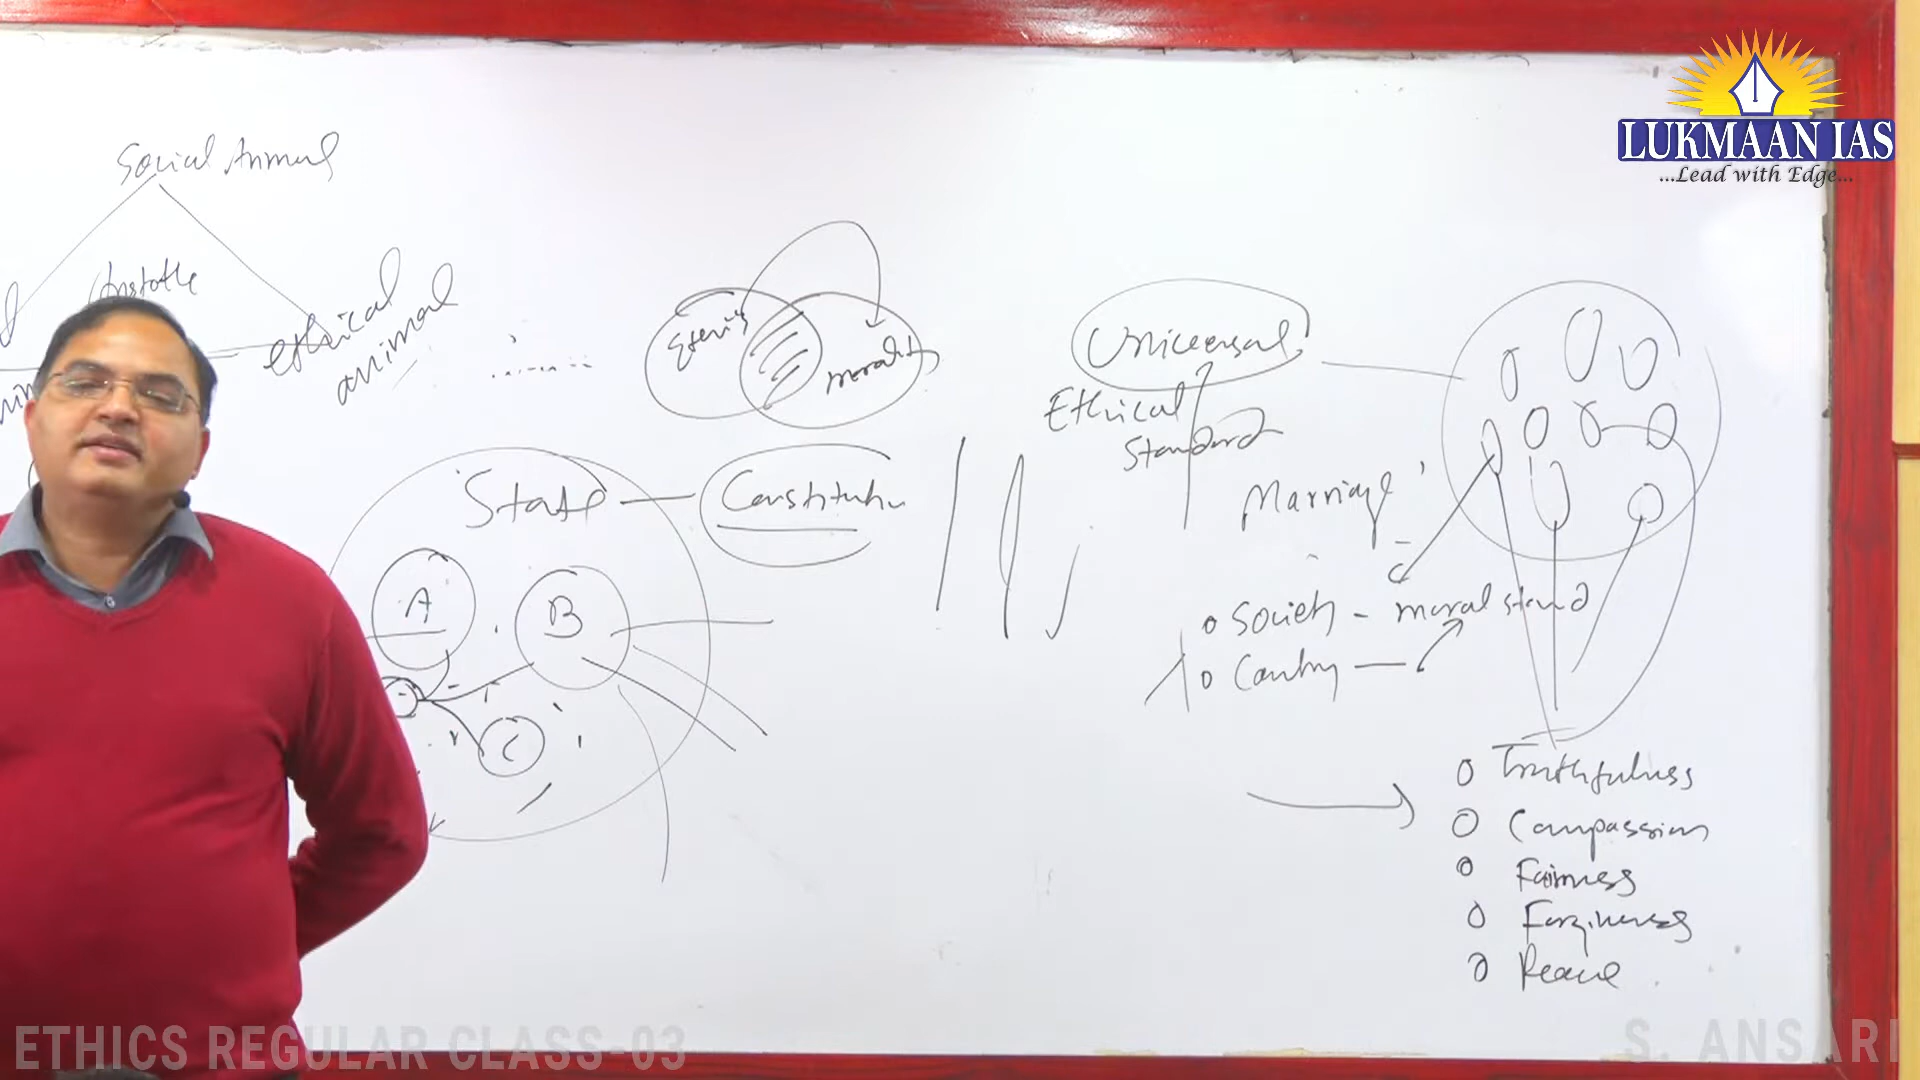 LUKMAAN IAS
...Lead with Edge...
Social Animal
ethical
animal
Ethics
morality
Universal
Ethical
Standard
State
Constitution
Marriage
A
B
C
Society - moral stand
Country
Truthfulness
Compassion
Fairness
Forgiveness
Peace
ETHICS REGULAR CLASS-03
S. ANSARI